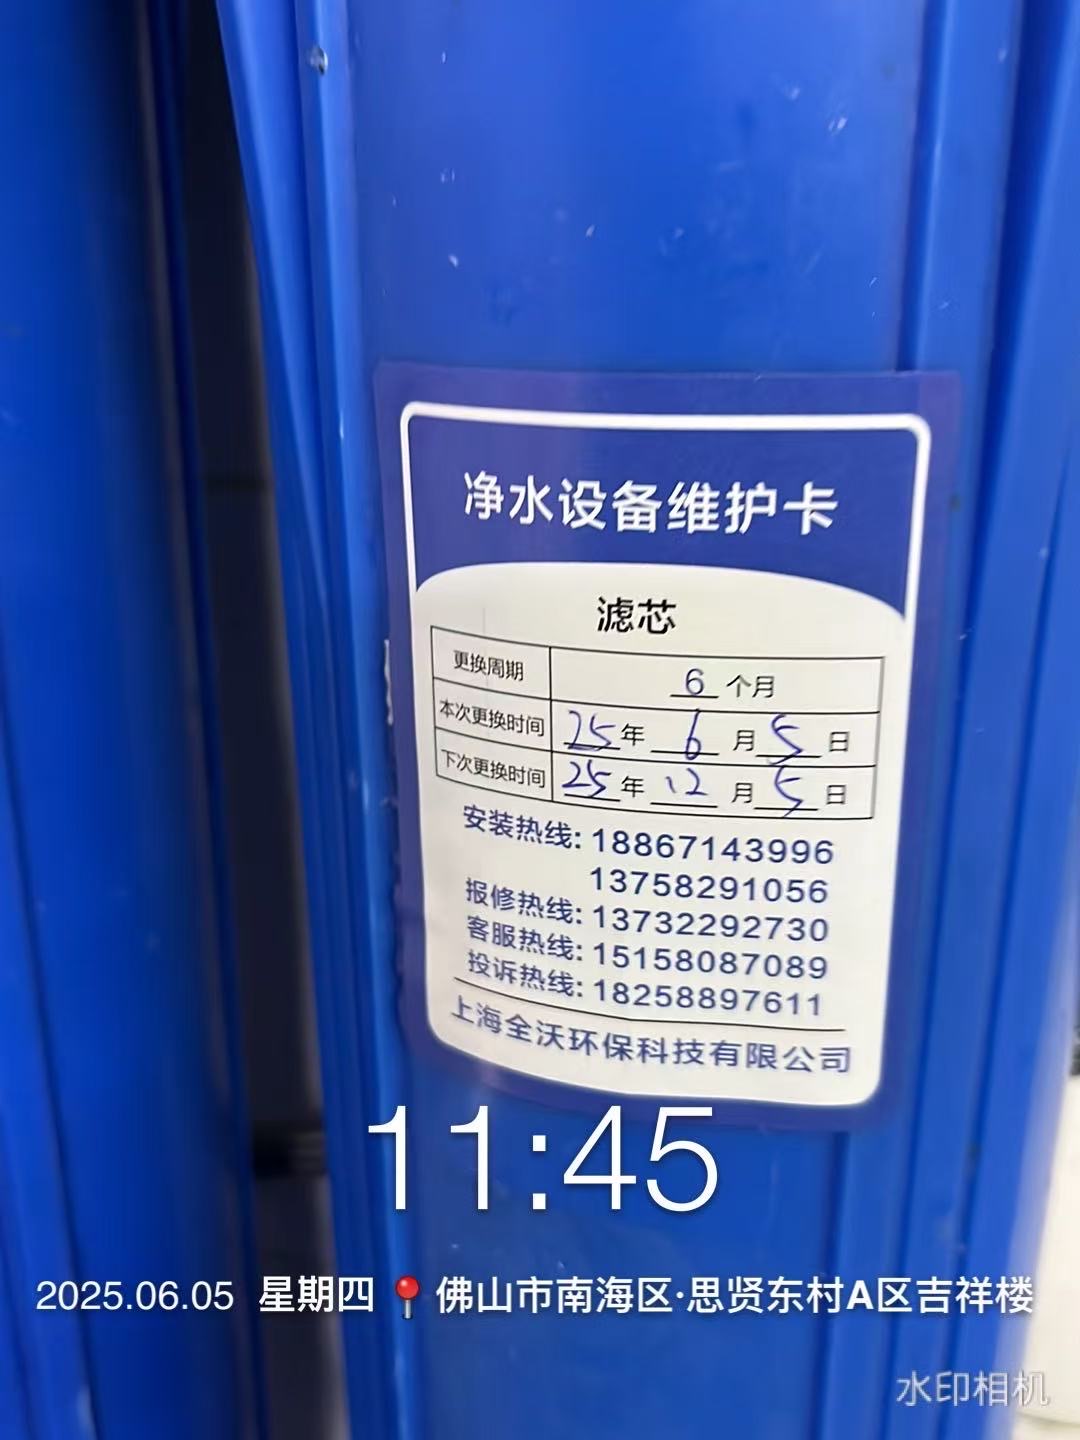 净水设备维护卡
滤芯
更换周期 6 个月
本次更换时间 25 年 6 月 5 日
下次更换时间 25 年 12 月 5 日
安装热线: 18867143996
13758291056
报修热线: 13732292730
客服热线: 15158087089
投诉热线: 18258897611
上海全沃环保科技有限公司
11:45
2025.06.05 星期四 📍 佛山市南海区·思贤东村A区吉祥楼
水印相机